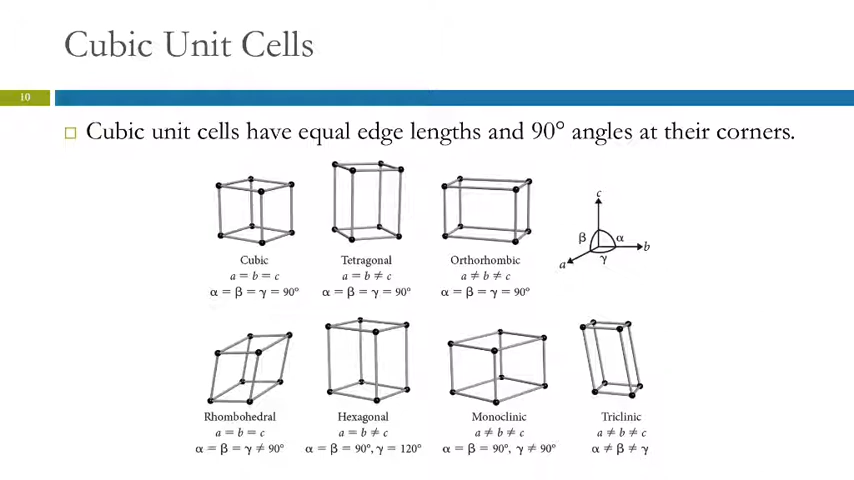 Cubic Unit Cells
10
Cubic unit cells have equal edge lengths and 90° angles at their corners.
c
β α
b
a γ
Cubic Tetragonal Orthorhombic
a = b = c a = b ≠ c a ≠ b ≠ c
α = β = γ = 90° α = β = γ = 90° α = β = γ = 90°
Rhombohedral Hexagonal Monoclinic Triclinic
a = b = c a = b ≠ c a ≠ b ≠ c a ≠ b ≠ c
α = β = γ ≠ 90° α = β = 90°, γ = 120° α = β = 90°, γ ≠ 90° α ≠ β ≠ γ